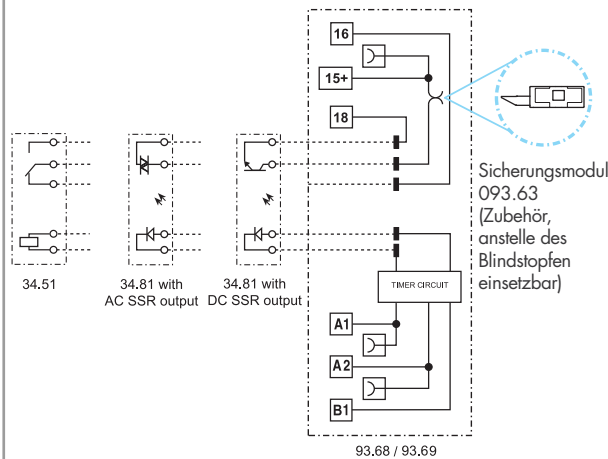 16
15+
18
Sicherungsmodul
093.63
(Zubehör,
anstelle des
Blindstopfen
einsetzbar)
34.51
34.81 with
AC SSR output
34.81 with
DC SSR output
TIMER CIRCUIT
A1
A2
B1
93.68 / 93.69